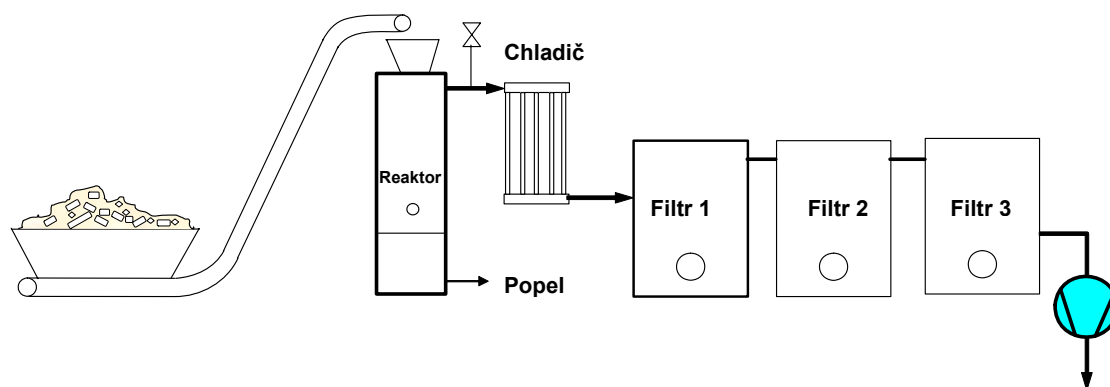 Chladič
Reaktor
Filtr 1
Filtr 2
Filtr 3
Popel